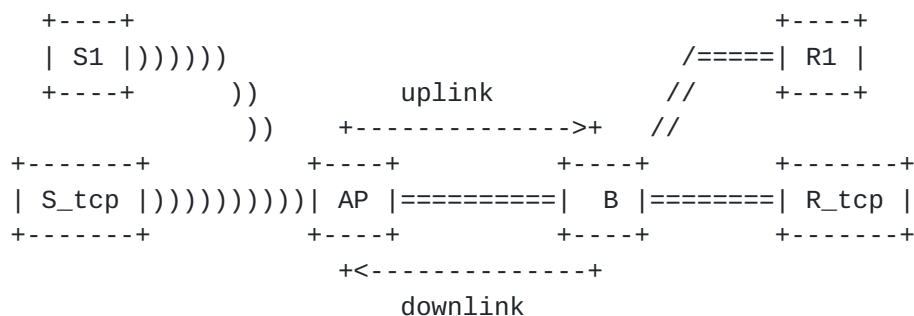 +----+ +----+
| S1 |)))))) /=====| R1 |
+----+ )) uplink // +----+
)) +-------------->+ //
+-------+ +----+ +----+ +-------+
| S_tcp |))))))))))| AP |==========| B |========| R_tcp |
+-------+ +----+ +----+ +-------+
+<--------------+
downlink